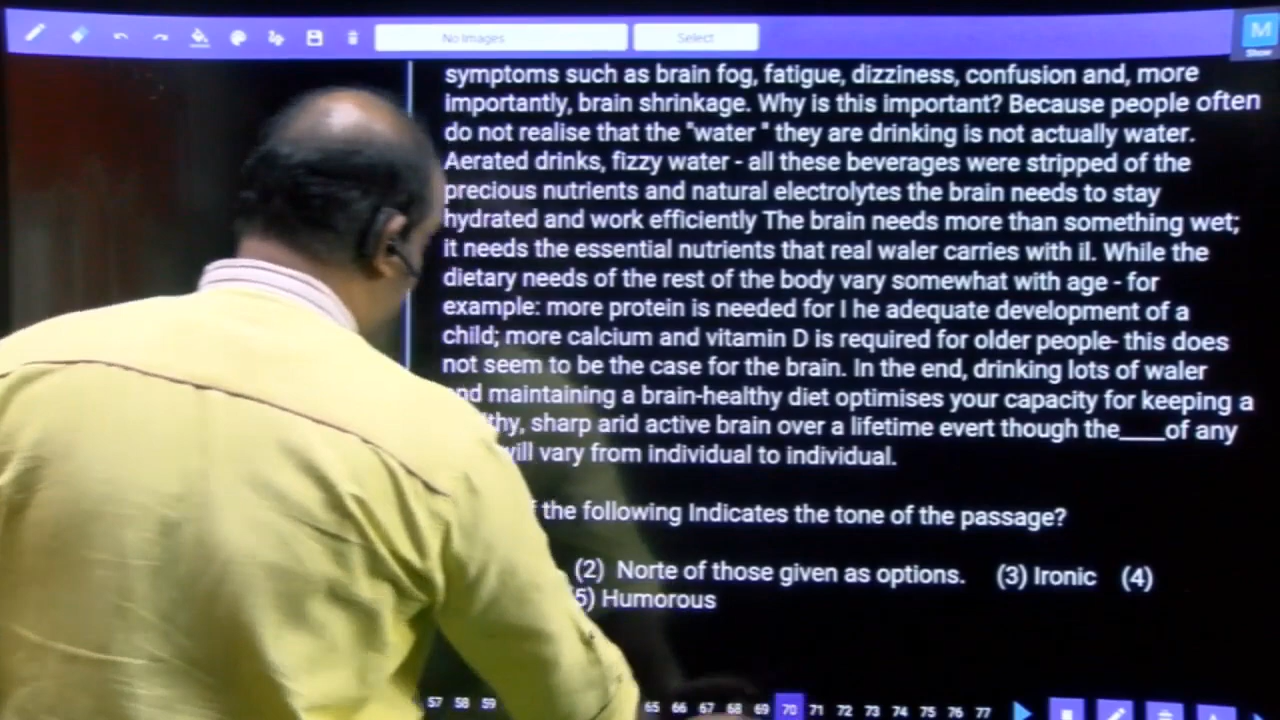 No Images
Select
M
Show
symptoms such as brain fog, fatigue, dizziness, confusion and, more
importantly, brain shrinkage. Why is this important? Because people often
do not realise that the "water " they are drinking is not actually water.
Aerated drinks, fizzy water - all these beverages were stripped of the
precious nutrients and natural electrolytes the brain needs to stay
hydrated and work efficiently The brain needs more than something wet;
it needs the essential nutrients that real waler carries with il. While the
dietary needs of the rest of the body vary somewhat with age - for
example: more protein is needed for I he adequate development of a
child; more calcium and vitamin D is required for older people- this does
not seem to be the case for the brain. In the end, drinking lots of waler
maintaining a brain-healthy diet optimises your capacity for keeping a
sharp arid active brain over a lifetime evert though the____of any
will vary from individual to individual.
the following Indicates the tone of the passage?
(2) Norte of those given as options. (3) Ironic (4)
5) Humorous
57 58 59 65 66 67 68 69 70 71 72 73 74 75 76 77